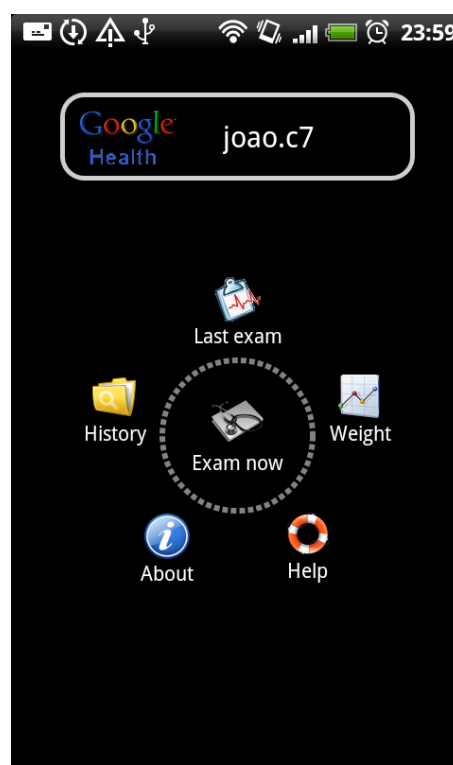 23:59
Google
Health
joao.c7
Last exam
History
Weight
Exam now
About
Help